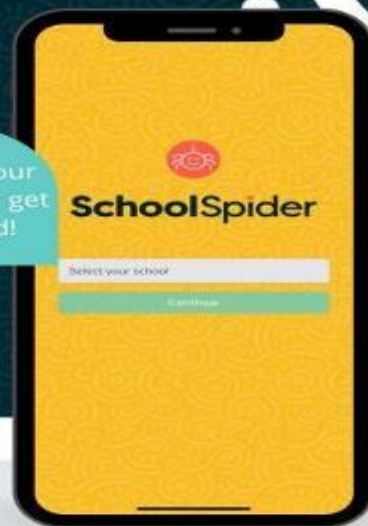 our
get
d!
SchoolSpider
Select your school
Continue